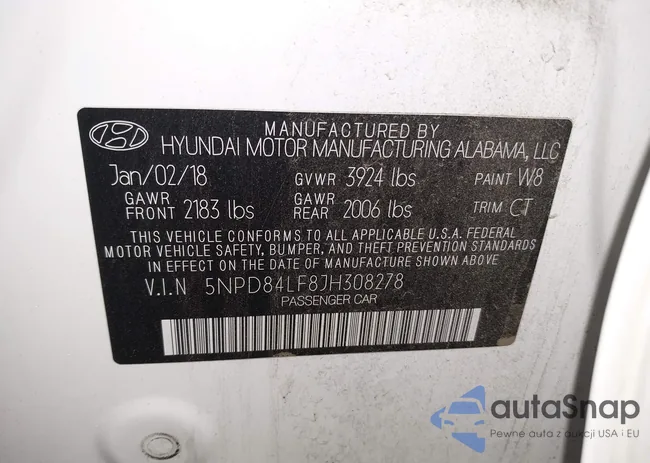 MANUFACTURED BY
HYUNDAI MOTOR MANUFACTURING ALABAMA, LLC
Jan/02/18 GVWR 3924 lbs PAINT W8
GAWR FRONT 2183 lbs GAWR REAR 2006 lbs TRIM CT
THIS VEHICLE CONFORMS TO ALL APPLICABLE U.S.A. FEDERAL
MOTOR VEHICLE SAFETY, BUMPER, AND THEFT PREVENTION STANDARDS
IN EFFECT ON THE DATE OF MANUFACTURE SHOWN ABOVE
V.I.N 5NPD84LF8JH308278
PASSENGER CAR
autaSnap
Pewne auta z aukcji USA i EU